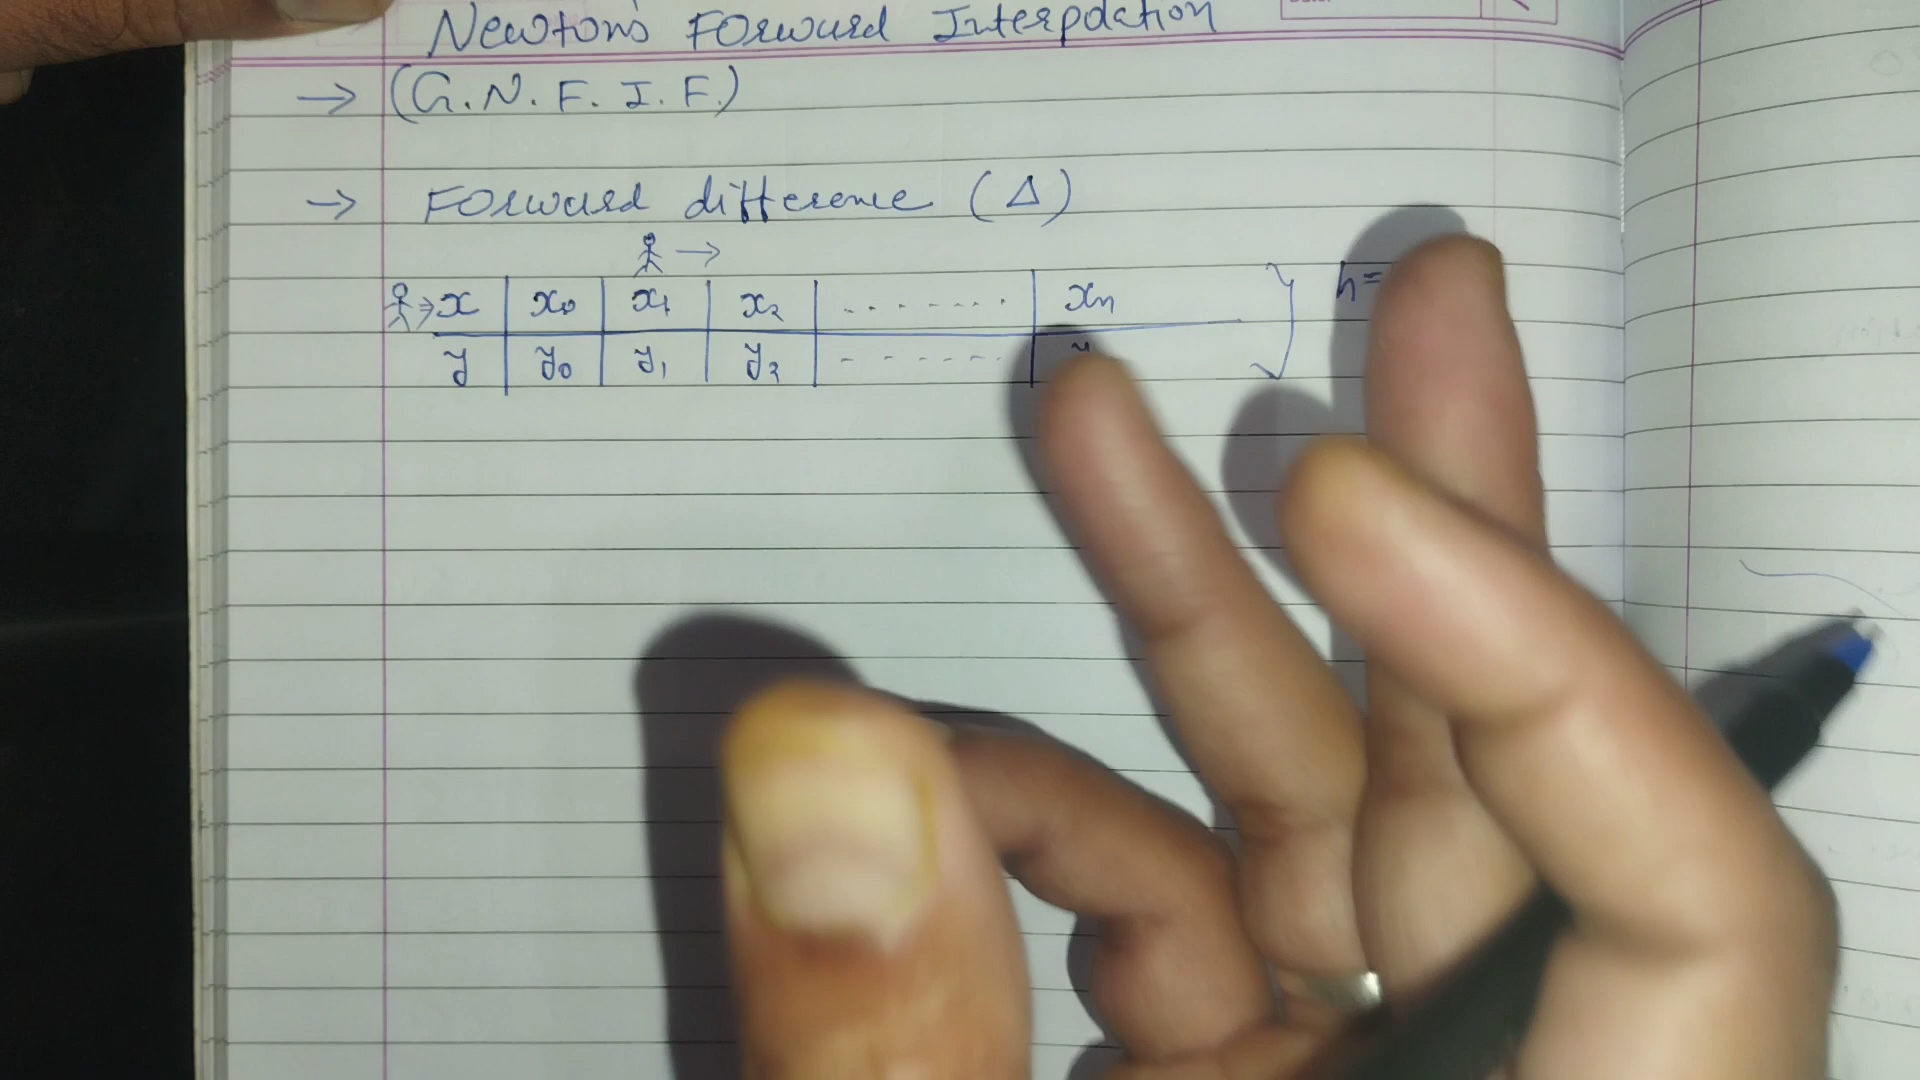 Newton's Forward Interpolation
→ (G.N.F.I.F.)
→ Forward difference (Δ)
→
→ x | x₀ | x₁ | x₂ | ....... | xₙ h=
y | y₀ | y₁ | y₂ | ------